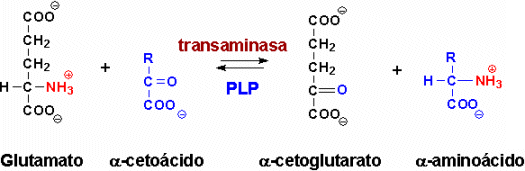 COO⊖
CH₂
CH₂
H–C–NH₃⊕
COO⊖
+
R
C=O
COO⊖
transaminasa
PLP
COO⊖
CH₂
CH₂
C=O
COO⊖
+
R
H–C–NH₃⊕
COO⊖
Glutamato
α-cetoácido
α-cetoglutarato
α-aminoácido